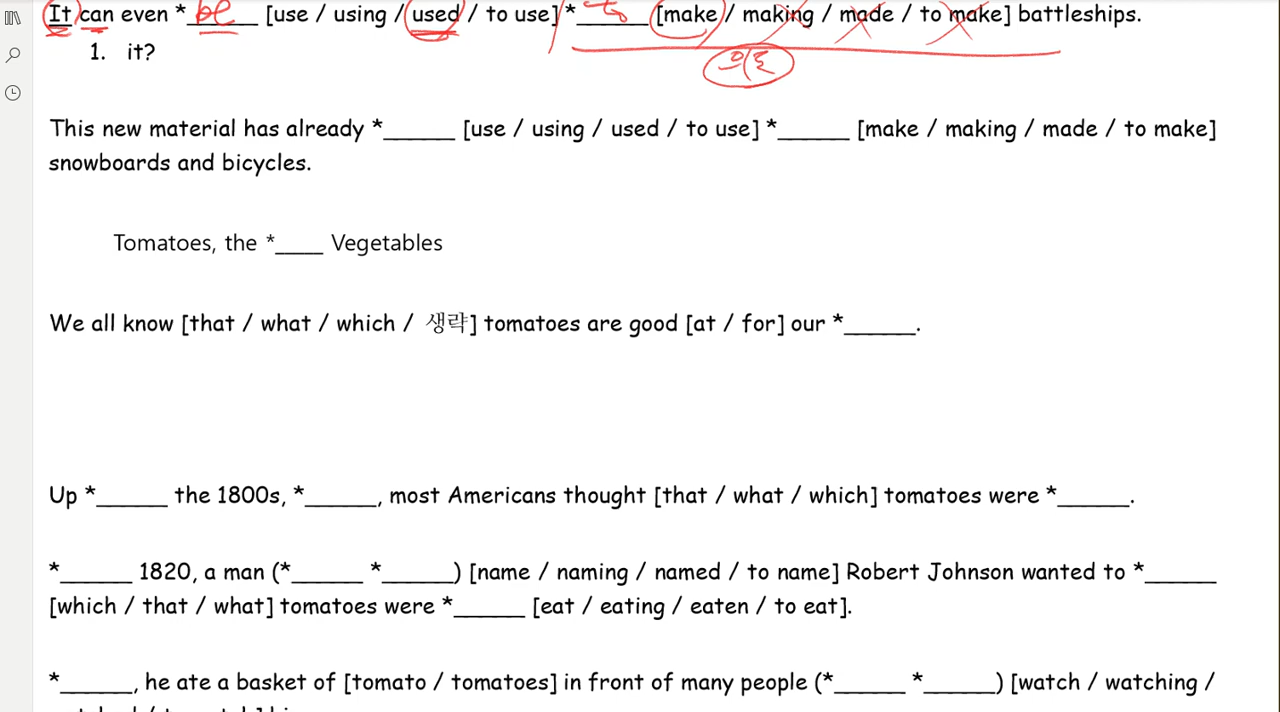 It can even *be______ [use / using / used / to use] *to______ [make / making / made / to make] battleships.
1. it?
This new material has already *______ [use / using / used / to use] *______ [make / making / made / to make]
snowboards and bicycles.
Tomatoes, the *____ Vegetables
We all know [that / what / which / 생략] tomatoes are good [at / for] our *______.
Up *______ the 1800s, *______, most Americans thought [that / what / which] tomatoes were *______.
*______ 1820, a man (*______ *______) [name / naming / named / to name] Robert Johnson wanted to *______
[which / that / what] tomatoes were *______ [eat / eating / eaten / to eat].
*______, he ate a basket of [tomato / tomatoes] in front of many people (*______ *______) [watch / watching /